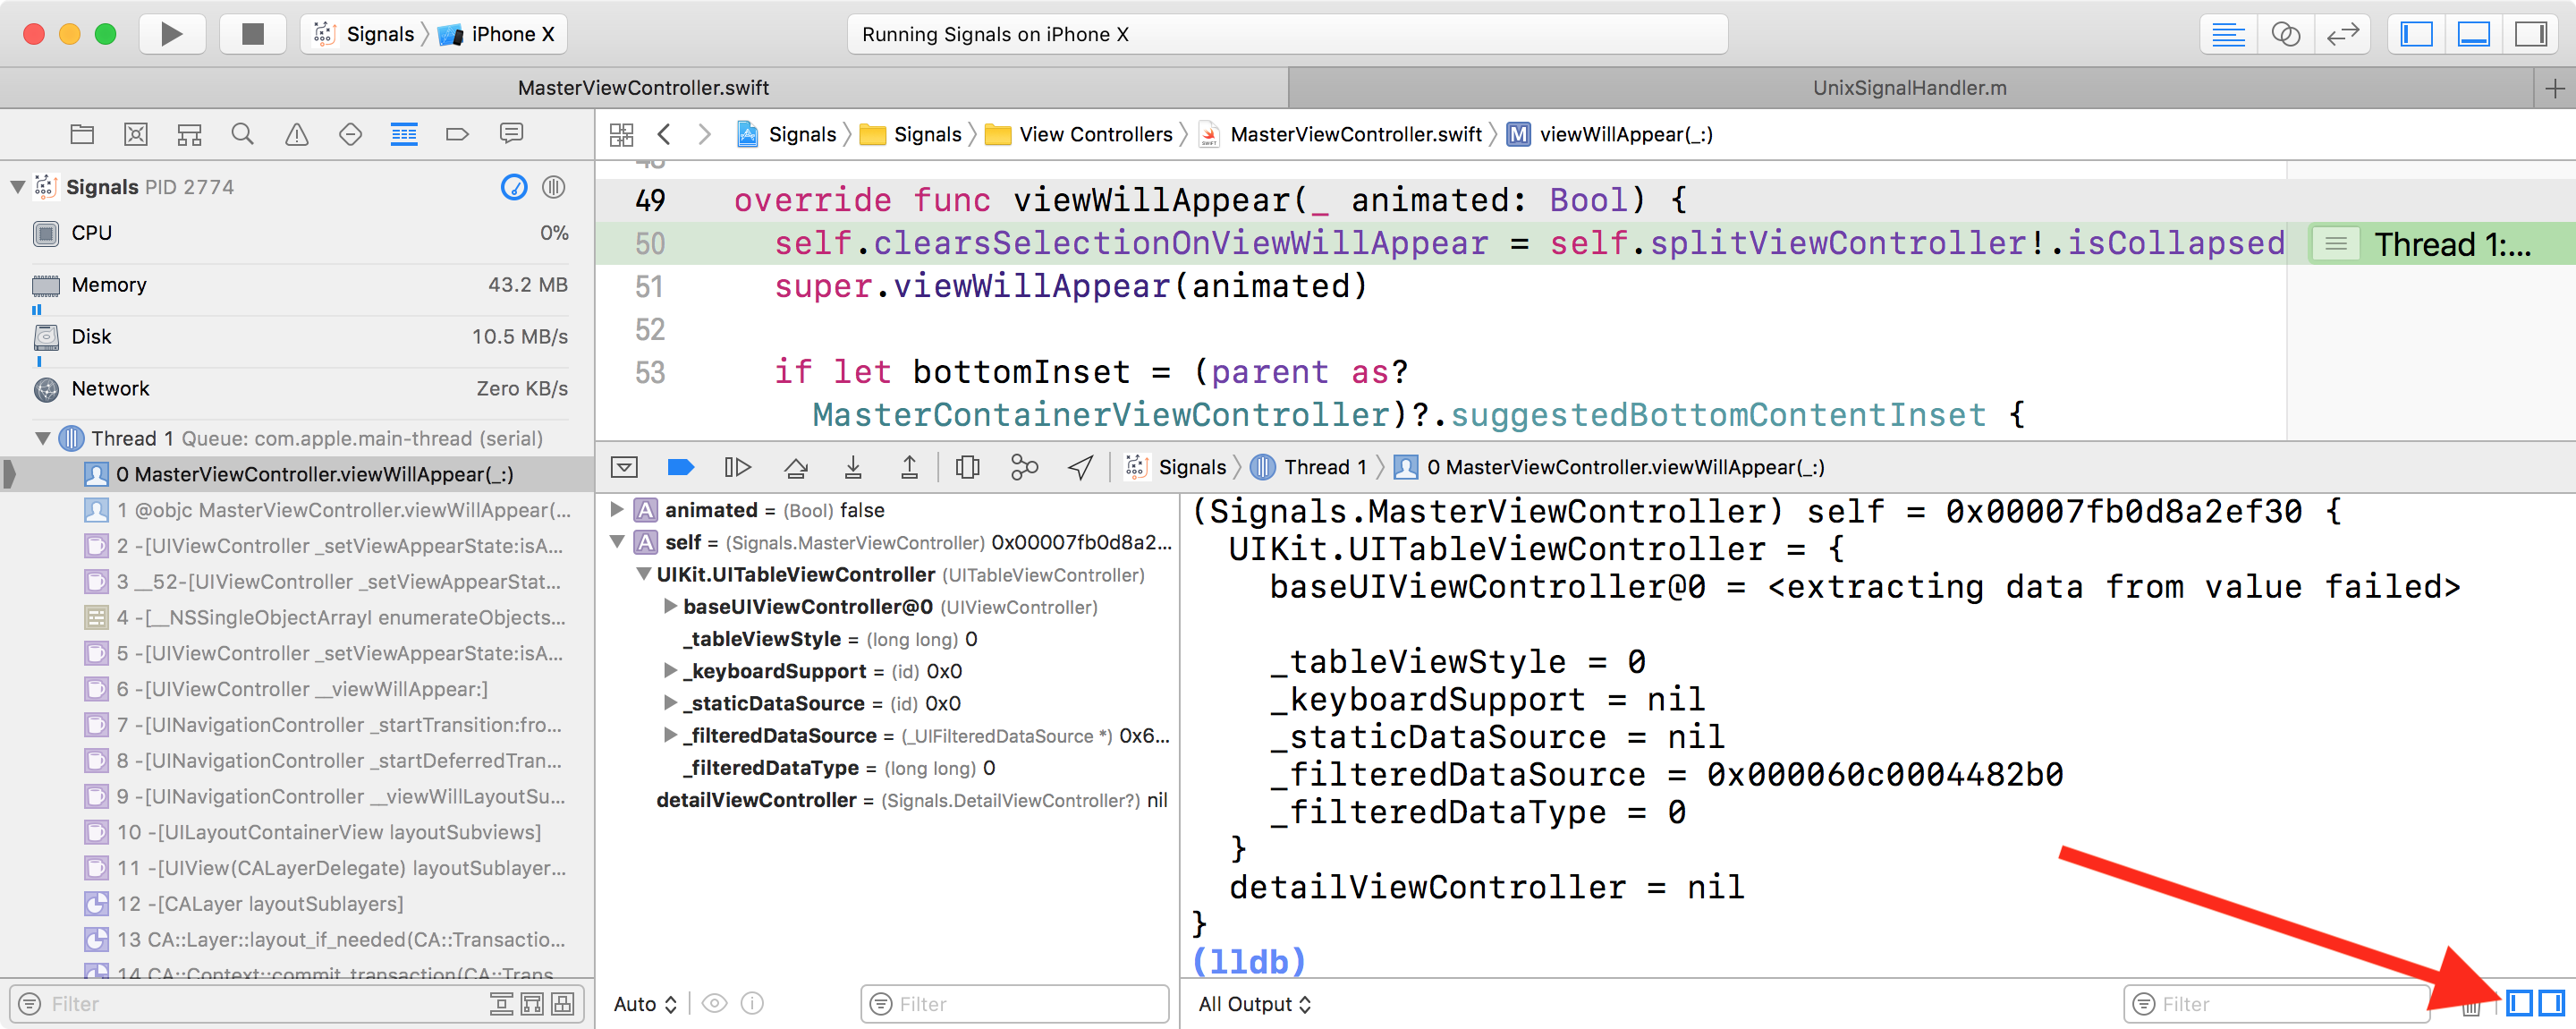 Signals 〉 iPhone X
Running Signals on iPhone X
MasterViewController.swift
UnixSignalHandler.m
Signals 〉 Signals 〉 View Controllers 〉 MasterViewController.swift 〉 M viewWillAppear(_:)
Signals PID 2774
CPU 0%
Memory 43.2 MB
Disk 10.5 MB/s
Network Zero KB/s
Thread 1 Queue: com.apple.main-thread (serial)
0 MasterViewController.viewWillAppear(_:)
1 @objc MasterViewController.viewWillAppear(...
2 -[UIViewController _setViewAppearState:isA...
3 __52-[UIViewController _setViewAppearStat...
4 -[__NSSingleObjectArrayI enumerateObjects...
5 -[UIViewController _setViewAppearState:isA...
6 -[UIViewController __viewWillAppear:]
7 -[UINavigationController _startTransition:fro...
8 -[UINavigationController _startDeferredTran...
9 -[UINavigationController __viewWillLayoutSu...
10 -[UILayoutContainerView layoutSubviews]
11 -[UIView(CALayerDelegate) layoutSublayer...
12 -[CALayer layoutSublayers]
13 CA::Layer::layout_if_needed(CA::Transactio...
14 CA::Context::commit_transaction(CA::Trans
Filter
48
49 override func viewWillAppear(_ animated: Bool) {
50 self.clearsSelectionOnViewWillAppear = self.splitViewController!.isCollapsed
Thread 1:...
51 super.viewWillAppear(animated)
52
53 if let bottomInset = (parent as?
MasterContainerViewController)?.suggestedBottomContentInset {
Signals 〉 Thread 1 〉 0 MasterViewController.viewWillAppear(_:)
A animated = (Bool) false
A self = (Signals.MasterViewController) 0x00007fb0d8a2...
UIKit.UITableViewController (UITableViewController)
baseUIViewController@0 (UIViewController)
_tableViewStyle = (long long) 0
_keyboardSupport = (id) 0x0
_staticDataSource = (id) 0x0
_filteredDataSource = (_UIFilteredDataSource *) 0x6...
_filteredDataType = (long long) 0
detailViewController = (Signals.DetailViewController?) nil
Auto
Filter
(Signals.MasterViewController) self = 0x00007fb0d8a2ef30 {
UIKit.UITableViewController = {
baseUIViewController@0 = <extracting data from value failed>
_tableViewStyle = 0
_keyboardSupport = nil
_staticDataSource = nil
_filteredDataSource = 0x000060c0004482b0
_filteredDataType = 0
}
detailViewController = nil
}
(lldb)
All Output
Filter